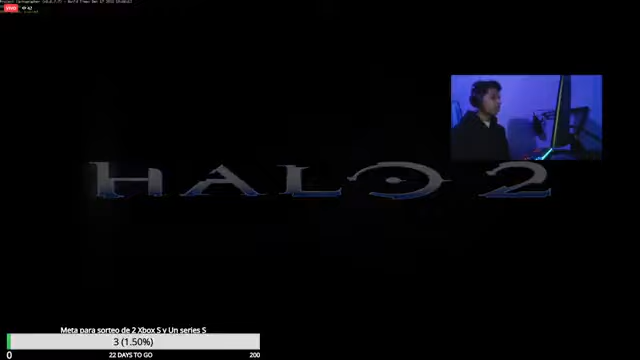 HALO 2
Meta para sorteo de 2 Xbox S y Un series S
3 (1.50%)
0 22 DAYS TO GO 200